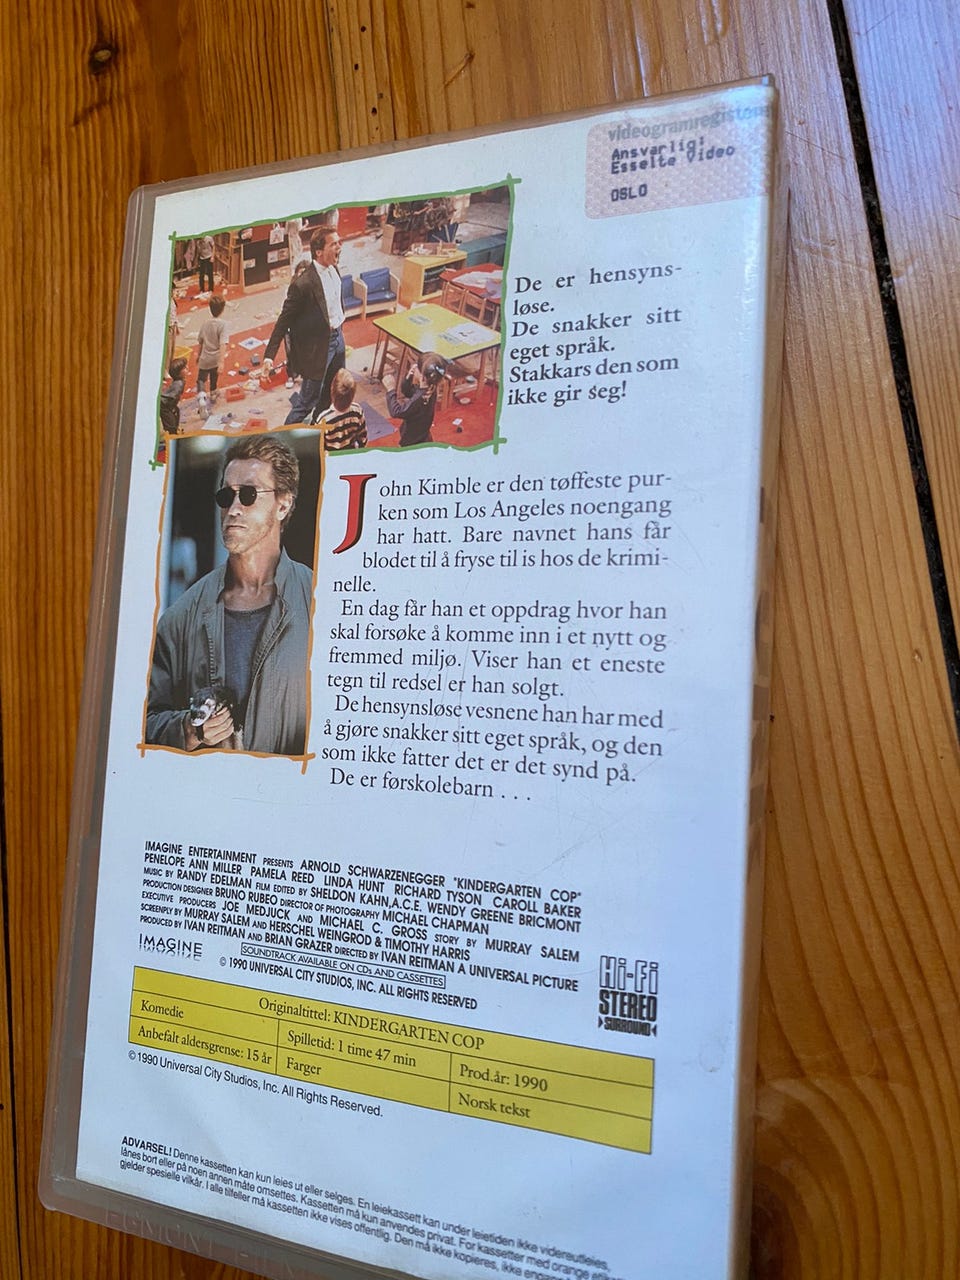 videogramregister
Ansvarlig:
Esselte Video
OSLO
De er hensyns-
løse.
De snakker sitt
eget språk.
Stakkars den som
ikke gir seg!
John Kimble er den tøffeste pur-
ken som Los Angeles noengang
har hatt. Bare navnet hans får
blodet til å fryse til is hos de krimi-
nelle.
En dag får han et oppdrag hvor han
skal forsøke å komme inn i et nytt og
fremmed miljø. Viser han et eneste
tegn til redsel er han solgt.
De hensynsløse vesnene han har med
å gjøre snakker sitt eget språk, og den
som ikke fatter det er det synd på.
De er førskolebarn . . .
IMAGINE ENTERTAINMENT PRESENTS ARNOLD SCHWARZENEGGER "KINDERGARTEN COP"
PENELOPE ANN MILLER PAMELA REED LINDA HUNT RICHARD TYSON CAROLL BAKER
MUSIC BY RANDY EDELMAN FILM EDITED BY SHELDON KAHN, A.C.E. WENDY GREENE BRICMONT
PRODUCTION DESIGNER BRUNO RUBEO DIRECTOR OF PHOTOGRAPHY MICHAEL CHAPMAN
EXECUTIVE PRODUCERS JOE MEDJUCK AND MICHAEL C. GROSS STORY BY MURRAY SALEM
SCREENPLY BY MURRAY SALEM AND HERSCHEL WEINGROD & TIMOTHY HARRIS
PRODUCED BY IVAN REITMAN AND BRIAN GRAZER DIRECTED BY IVAN REITMAN A UNIVERSAL PICTURE
IMAGINE
SOUNDTRACK AVAILABLE ON CDs AND CASSETTES
© 1990 UNIVERSAL CITY STUDIOS, INC. ALL RIGHTS RESERVED
Hi-Fi
STEREO
SURROUND
Originaltittel: KINDERGARTEN COP
Komedie
Spilletid: 1 time 47 min
Prod.år: 1990
Anbefalt aldersgrense: 15 år
Farger
Norsk tekst
© 1990 Universal City Studios, Inc. All Rights Reserved.
ADVARSEL! Denne kassetten kan kun leies ut eller selges. En leiekassett kan under leietiden ikke videreutleies,
lånes bort eller på noen annen måte omsettes. Kassetten må kun anvendes privat. For kassetter med orange
gjelder spesielle vilkår. I alle tilfeller må kassetten ikke vises offentlig. Den må ikke kopieres, ikke
EGMONT